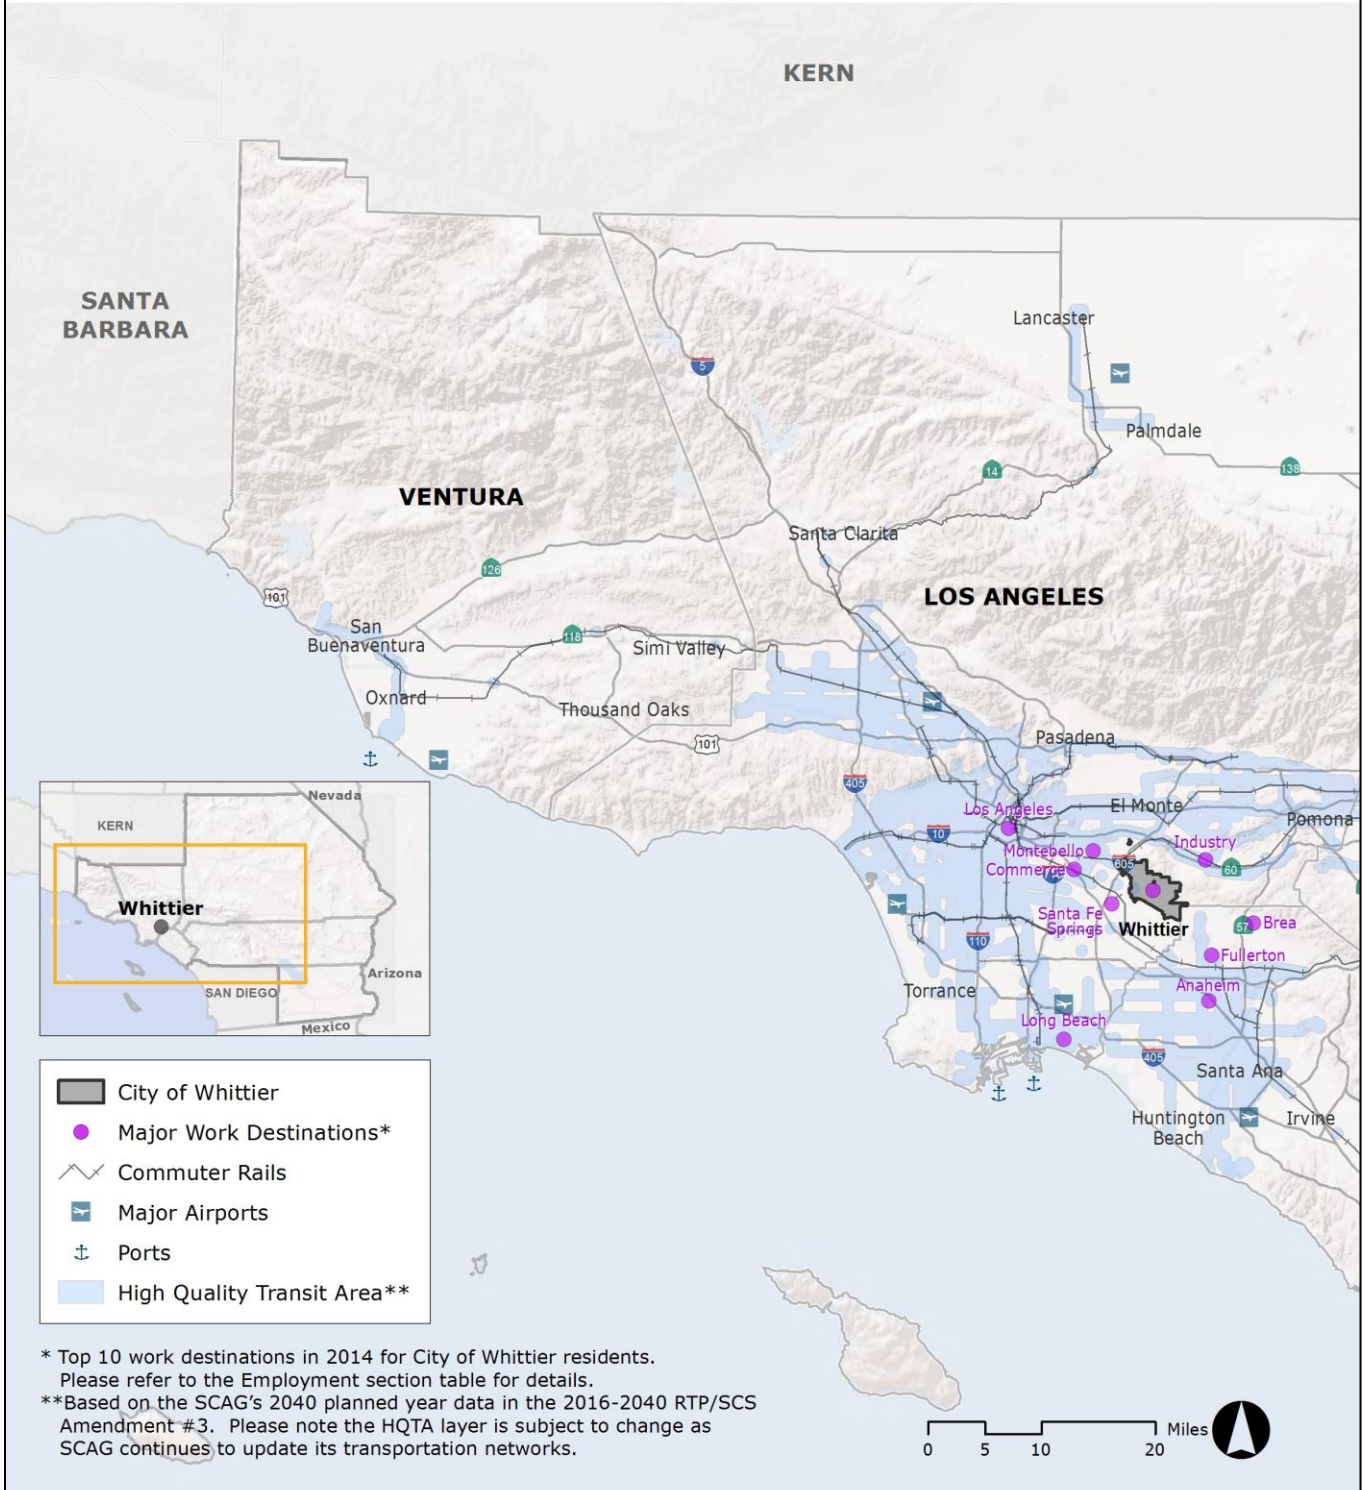 KERN
SANTA
BARBARA
Lancaster
5
Palmdale
14
138
VENTURA
Santa Clarita
126
LOS ANGELES
101
San
Buenaventura
118
Simi Valley
Oxnard
Thousand Oaks
101
Pasadena
405
Los Angeles
El Monte
Pomona
10
Montebello
Industry
Commerce
605
60
Santa Fe
Springs
Whittier
57
Brea
110
Fullerton
Anaheim
Torrance
Long Beach
405
Santa Ana
Huntington
Beach
Irvine
Nevada
KERN
Whittier
Arizona
SAN DIEGO
Mexico
City of Whittier
Major Work Destinations*
Commuter Rails
Major Airports
Ports
High Quality Transit Area**
* Top 10 work destinations in 2014 for City of Whittier residents.
Please refer to the Employment section table for details.
**Based on the SCAG’s 2040 planned year data in the 2016-2040 RTP/SCS
Amendment #3. Please note the HQTA layer is subject to change as
SCAG continues to update its transportation networks.
0 5 10 20 Miles